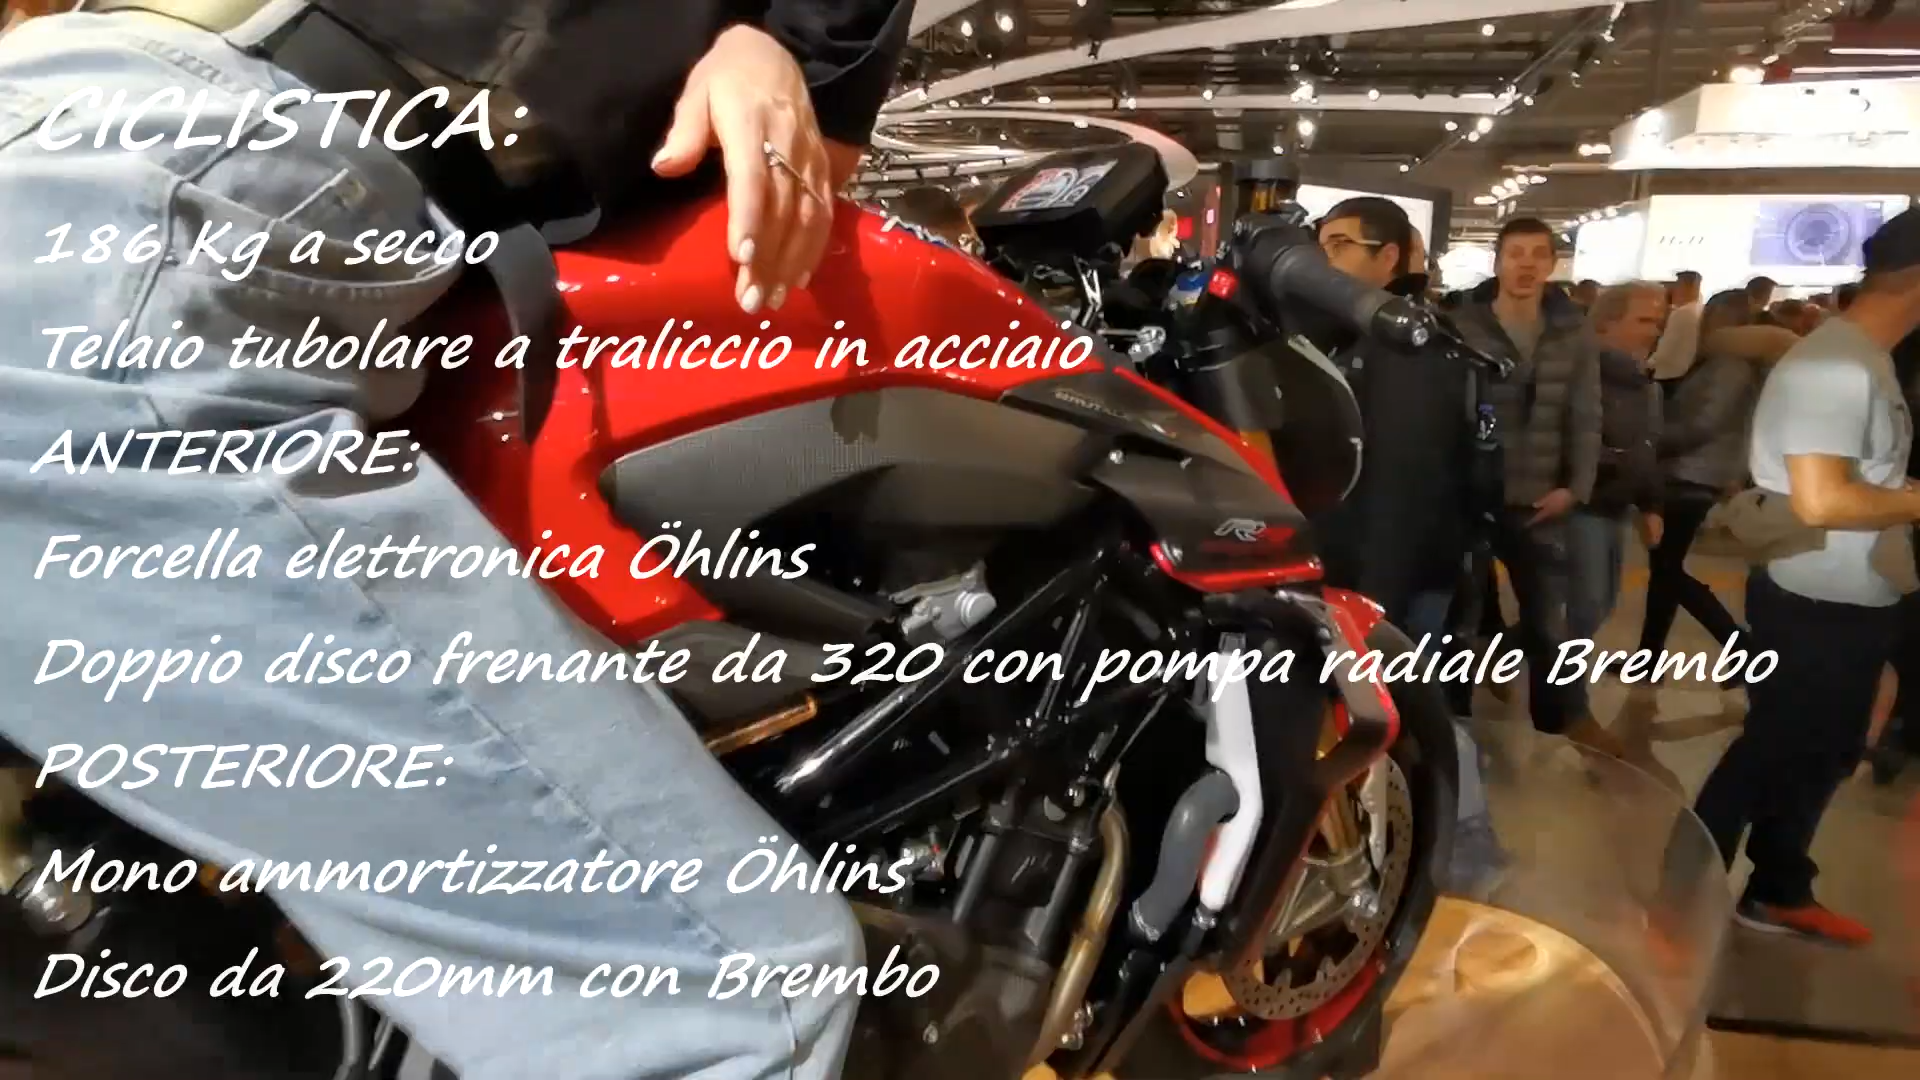 CICLISTICA:
186 Kg a secco
Telaio tubolare a traliccio in acciaio
ANTERIORE:
Forcella elettronica Öhlins
Doppio disco frenante da 320 con pompa radiale Brembo
POSTERIORE:
Mono ammortizzatore Öhlins
Disco da 220mm con Brembo
BRUTALE